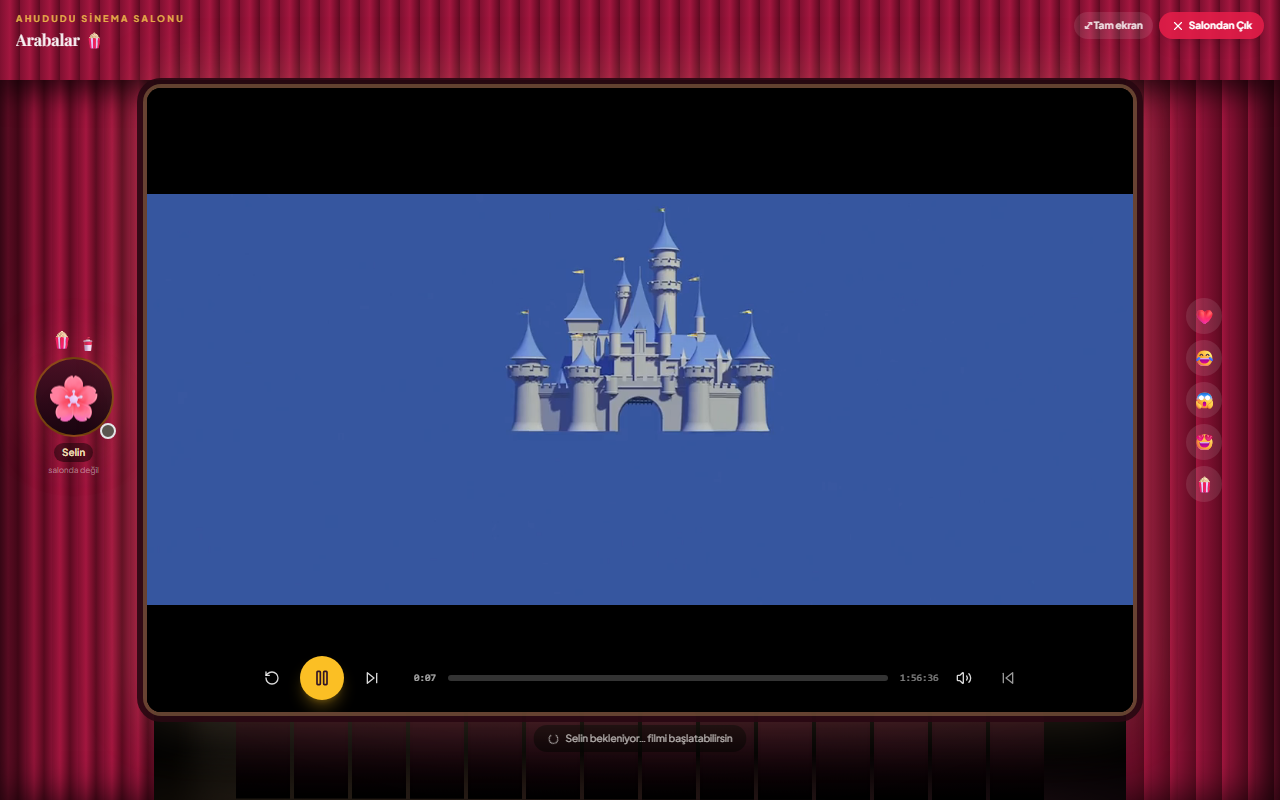 AHUDUDU SİNEMA SALONU
Arabalar
Tam ekran
Salondan Çık
Selin
salonda değil
0:07
1:56:36
Selin bekleniyor… filmi başlatabilirsin